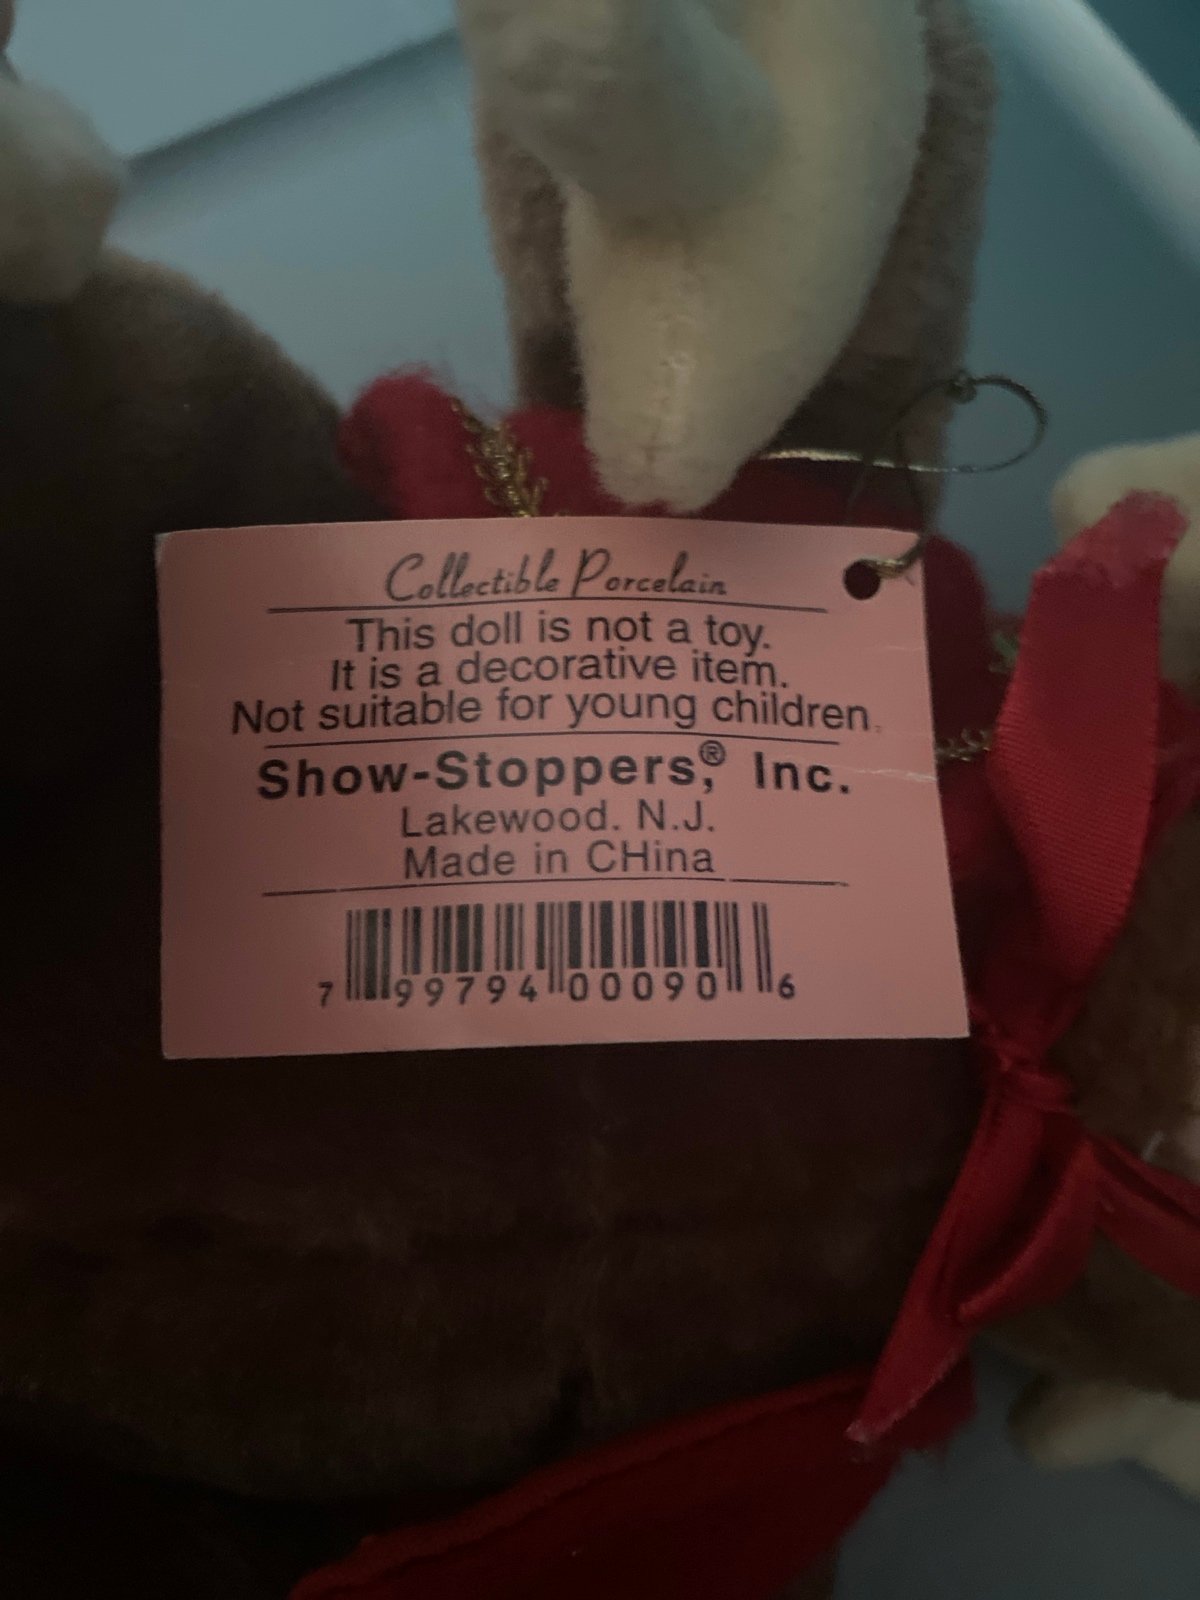 Collectible Porcelain
This doll is not a toy.
It is a decorative item.
Not suitable for young children.
Show-Stoppers,® Inc.
Lakewood. N.J.
Made in CHina
7 99794 00090 6